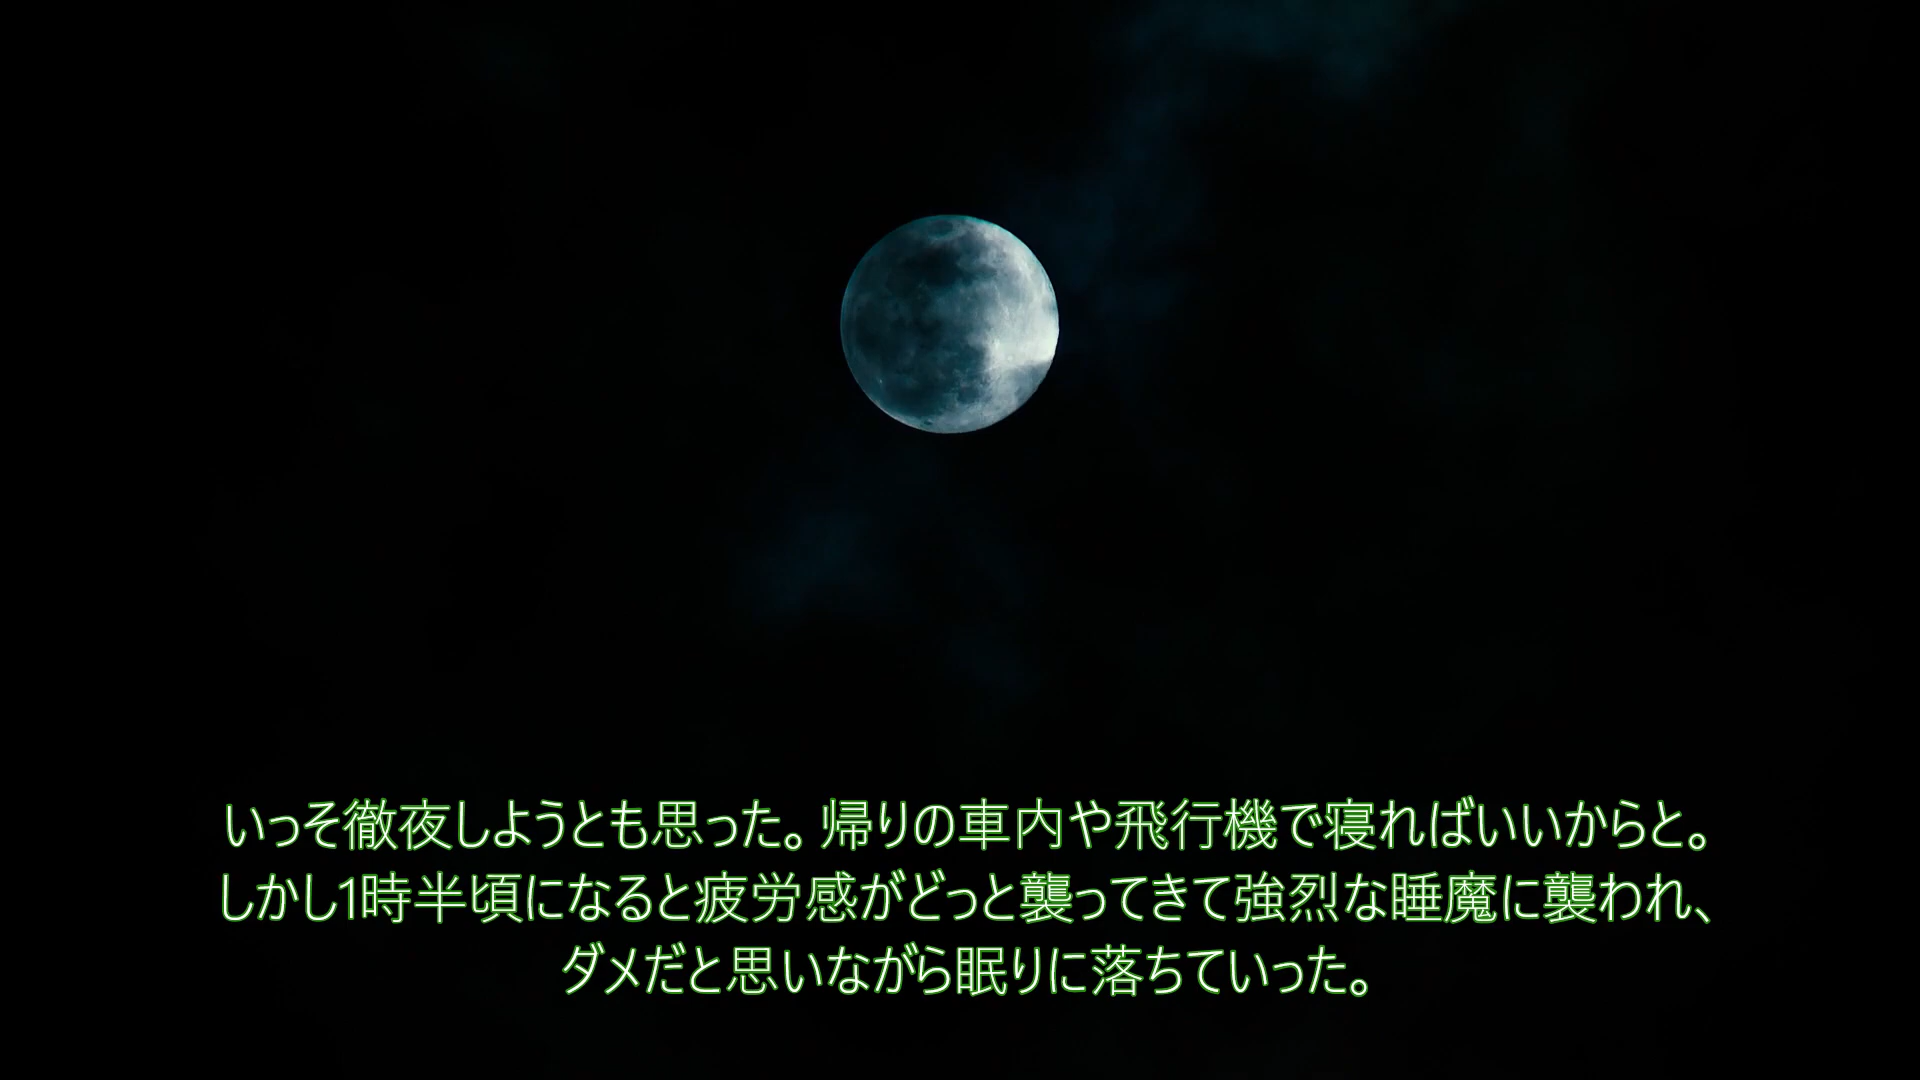 いっそ徹夜しようとも思った。帰りの車内や飛行機で寝ればいいからと。
しかし1時半頃になると疲労感がどっと襲ってきて強烈な睡魔に襲われ、
ダメだと思いながら眠りに落ちていった。